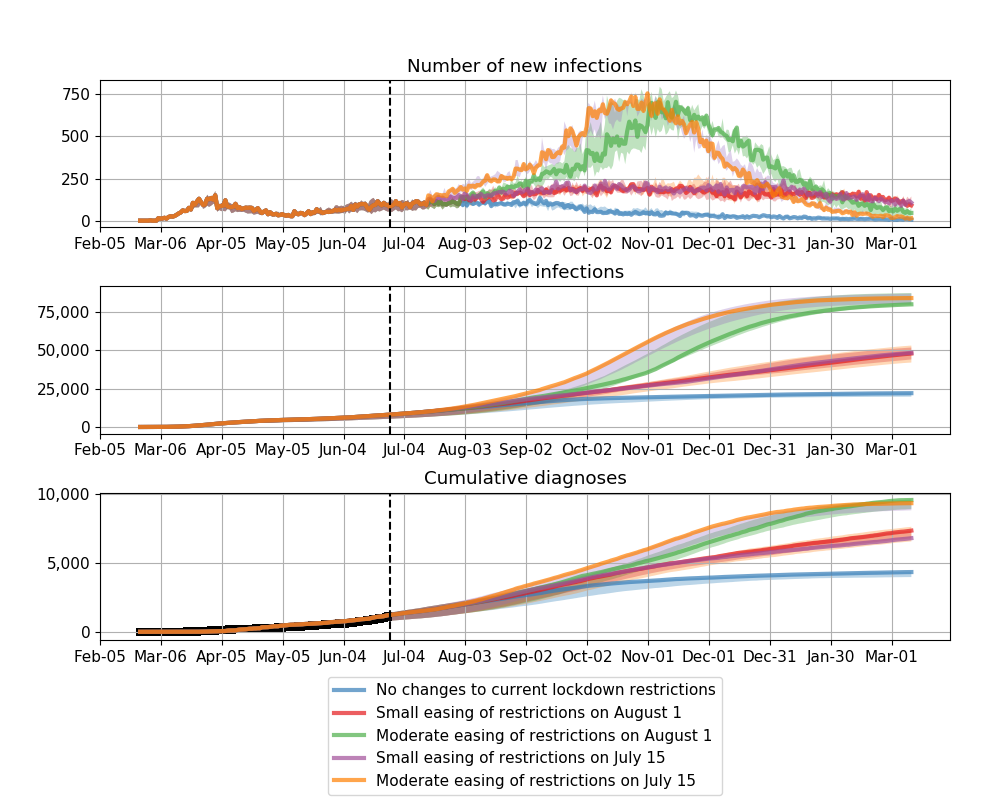 Number of new infections
750
500
250
0
Feb-05 Mar-06 Apr-05 May-05 Jun-04 Jul-04 Aug-03 Sep-02 Oct-02 Nov-01 Dec-01 Dec-31 Jan-30 Mar-01
Cumulative infections
75,000
50,000
25,000
0
Feb-05 Mar-06 Apr-05 May-05 Jun-04 Jul-04 Aug-03 Sep-02 Oct-02 Nov-01 Dec-01 Dec-31 Jan-30 Mar-01
Cumulative diagnoses
10,000
5,000
0
Feb-05 Mar-06 Apr-05 May-05 Jun-04 Jul-04 Aug-03 Sep-02 Oct-02 Nov-01 Dec-01 Dec-31 Jan-30 Mar-01
No changes to current lockdown restrictions
Small easing of restrictions on August 1
Moderate easing of restrictions on August 1
Small easing of restrictions on July 15
Moderate easing of restrictions on July 15